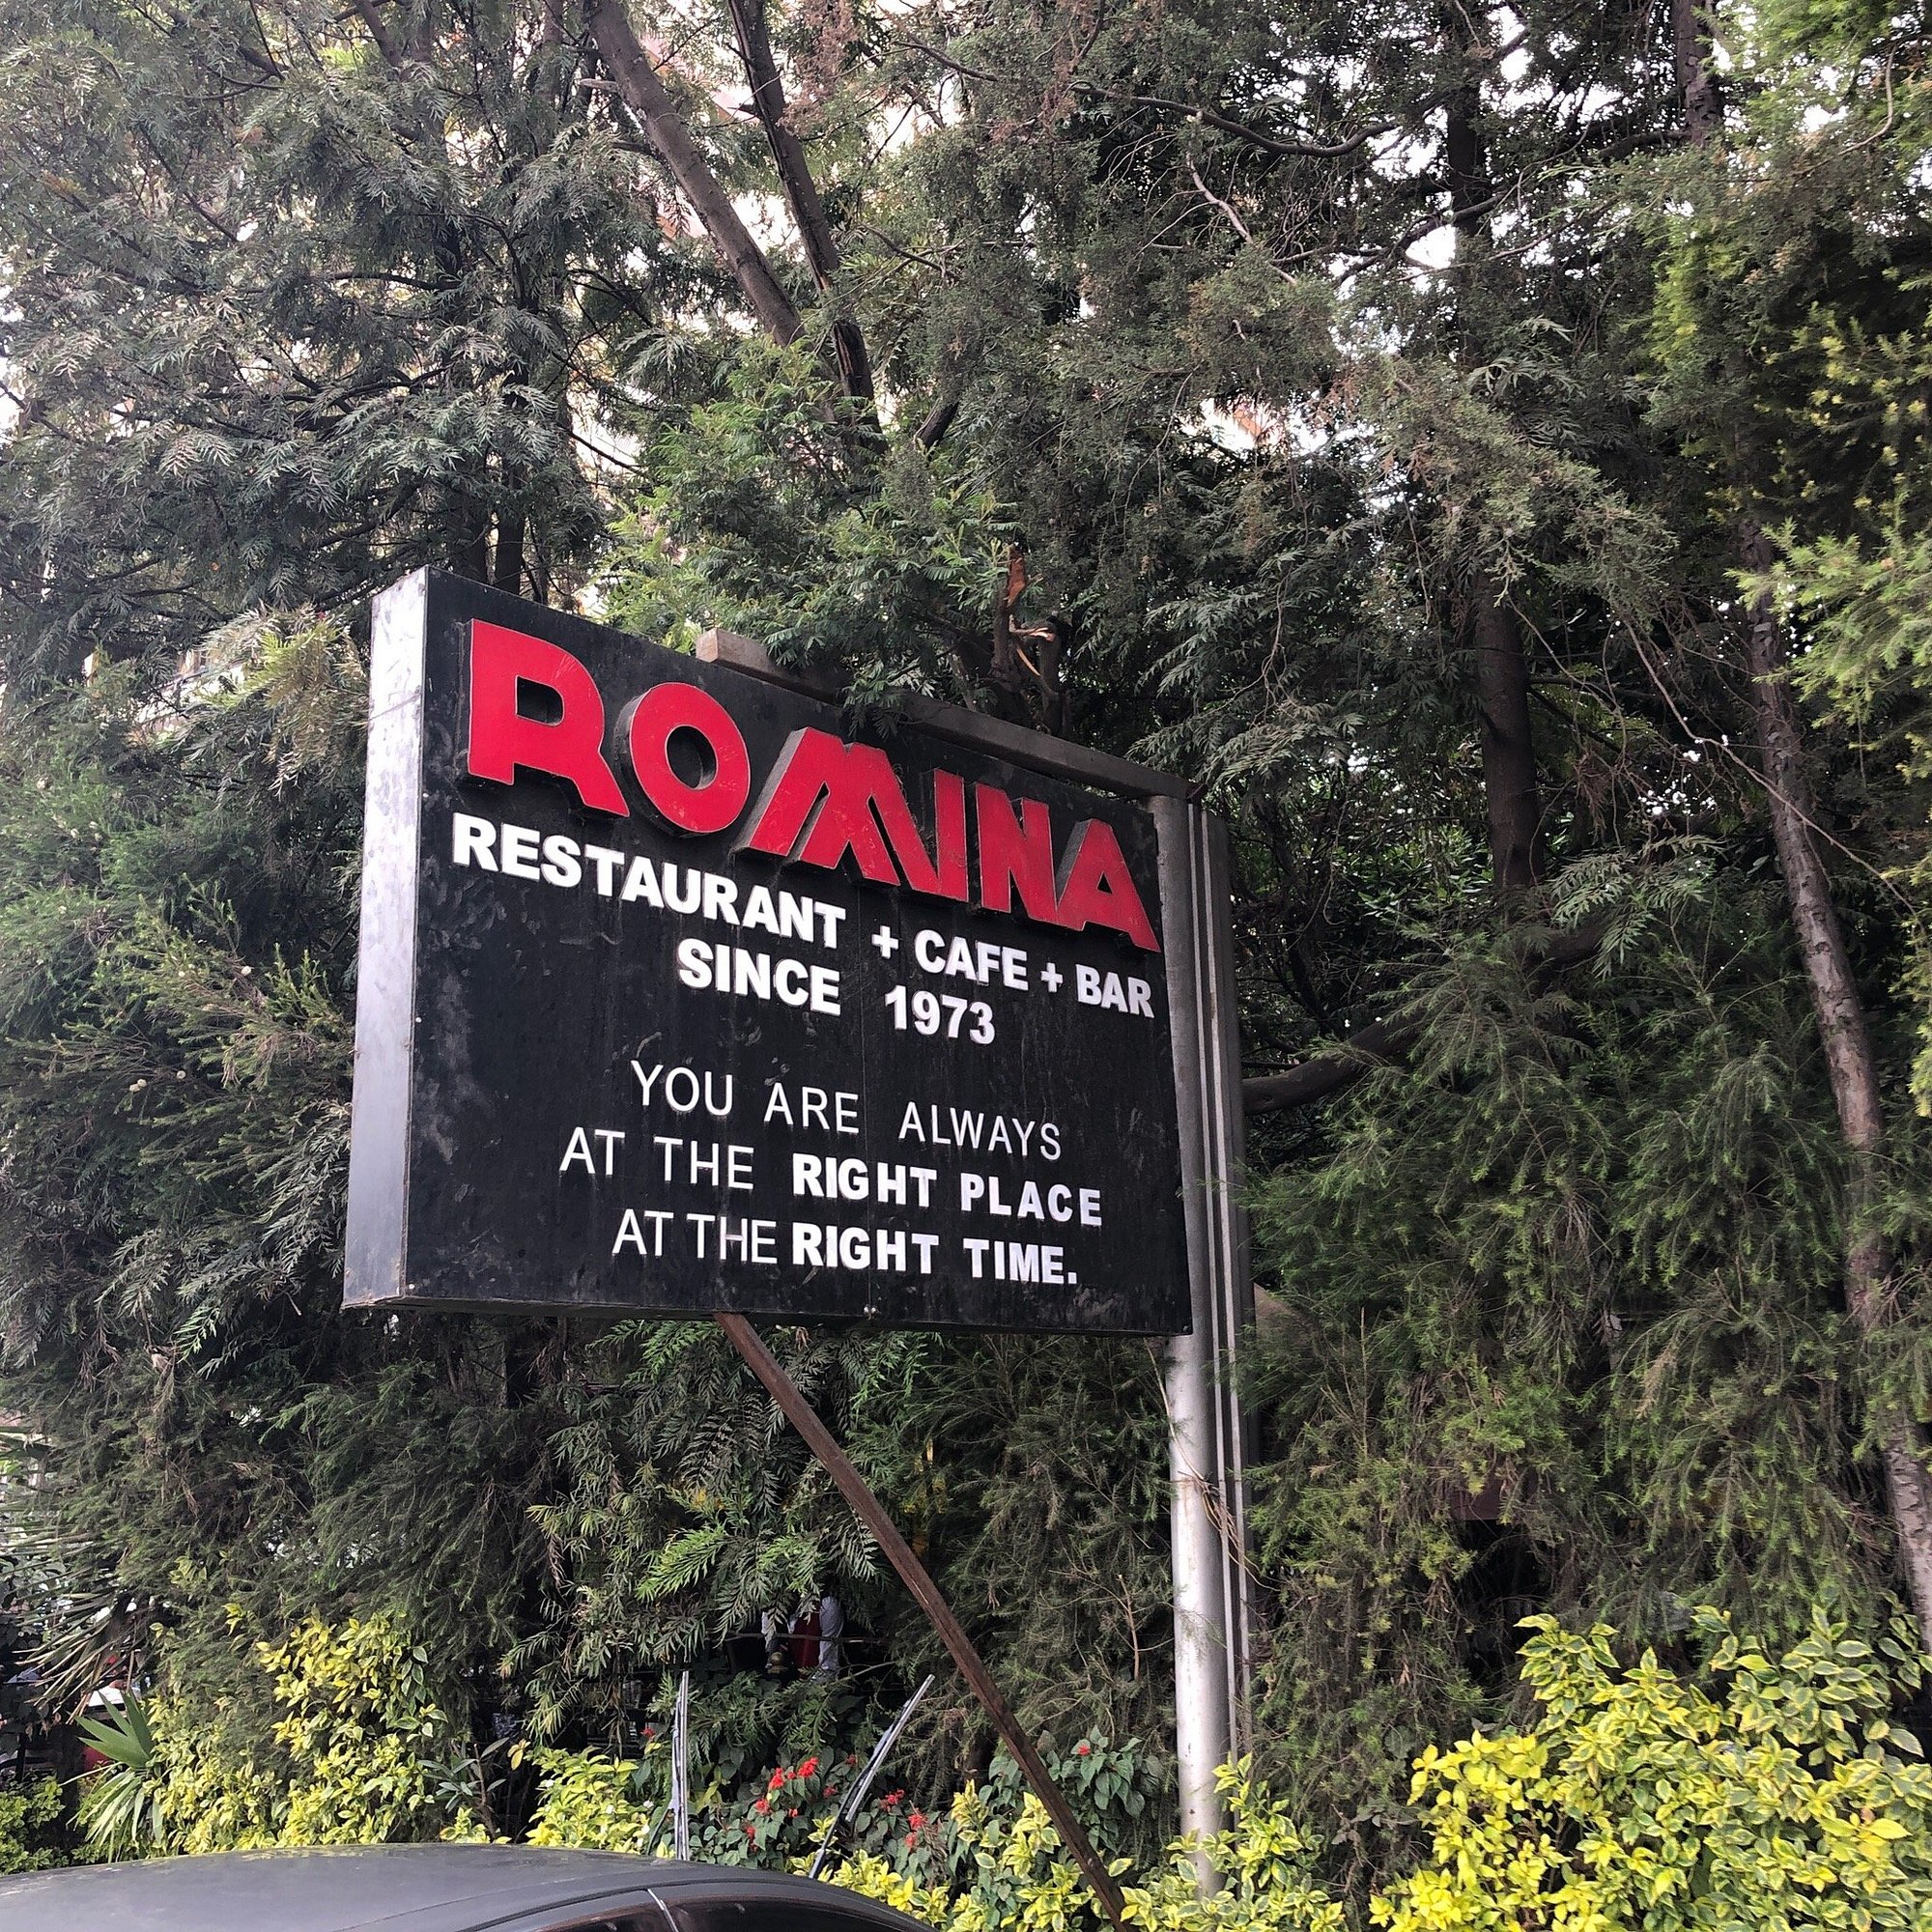 ROMINA
RESTAURANT + CAFE + BAR
SINCE 1973
YOU ARE ALWAYS
AT THE RIGHT PLACE
AT THE RIGHT TIME.